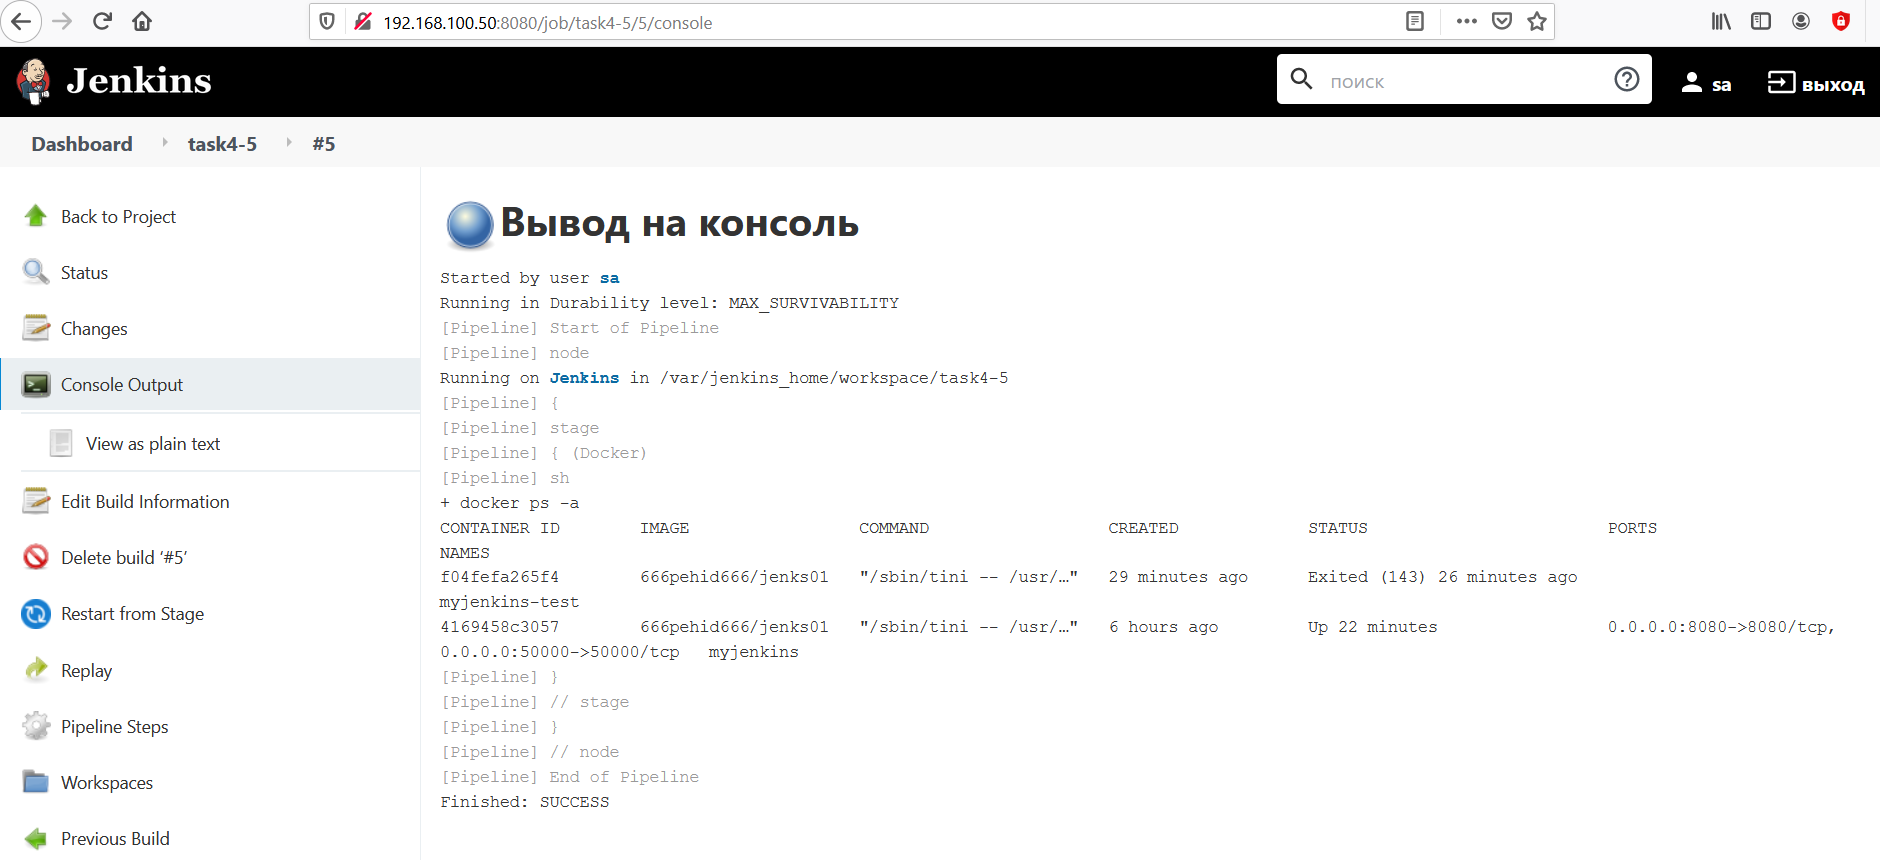 192.168.100.50:8080/job/task4-5/5/console
Jenkins
поиск
sa
выход
Dashboard
task4-5
#5
Back to Project
Status
Changes
Console Output
View as plain text
Edit Build Information
Delete build ‘#5’
Restart from Stage
Replay
Pipeline Steps
Workspaces
Previous Build
Вывод на консоль
Started by user sa
Running in Durability level: MAX_SURVIVABILITY
[Pipeline] Start of Pipeline
[Pipeline] node
Running on Jenkins in /var/jenkins_home/workspace/task4-5
[Pipeline] {
[Pipeline] stage
[Pipeline] { (Docker)
[Pipeline] sh
+ docker ps -a
CONTAINER ID        IMAGE               COMMAND                  CREATED             STATUS                        PORTS
NAMES
f04fefa265f4        666pehid666/jenks01   "/sbin/tini -- /usr/…"   29 minutes ago      Exited (143) 26 minutes ago
myjenkins-test
4169458c3057        666pehid666/jenks01   "/sbin/tini -- /usr/…"   6 hours ago         Up 22 minutes                 0.0.0.0:8080->8080/tcp,
0.0.0.0:50000->50000/tcp   myjenkins
[Pipeline] }
[Pipeline] // stage
[Pipeline] }
[Pipeline] // node
[Pipeline] End of Pipeline
Finished: SUCCESS